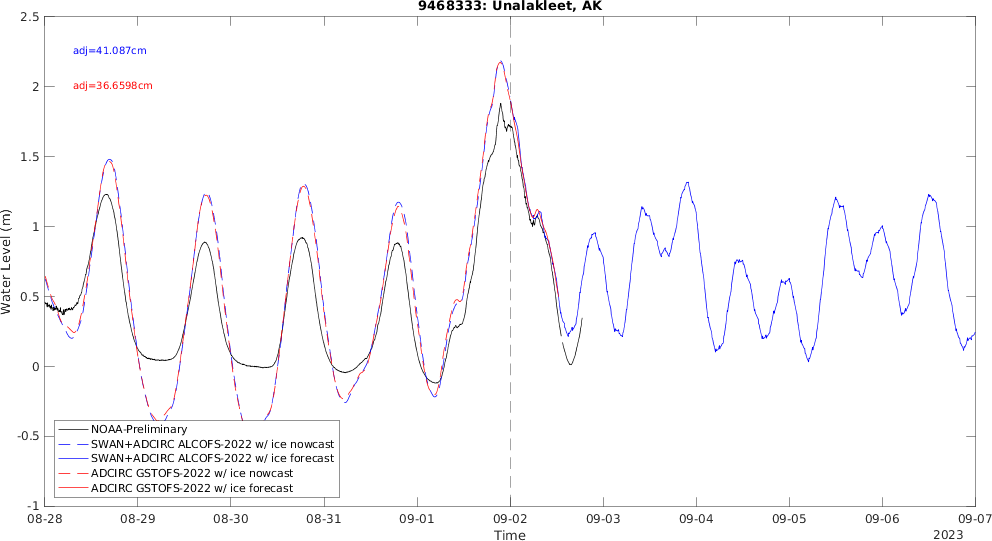 9468333: Unalakleet, AK
2.5
adj=41.087cm
2
adj=36.6598cm
1.5
1
Water Level (m)
0.5
0
-0.5
-1
NOAA-Preliminary
SWAN+ADCIRC ALCOFS-2022 w/ ice nowcast
SWAN+ADCIRC ALCOFS-2022 w/ ice forecast
ADCIRC GSTOFS-2022 w/ ice nowcast
ADCIRC GSTOFS-2022 w/ ice forecast
08-28 08-29 08-30 08-31 09-01 09-02 09-03 09-04 09-05 09-06 09-07
Time
2023